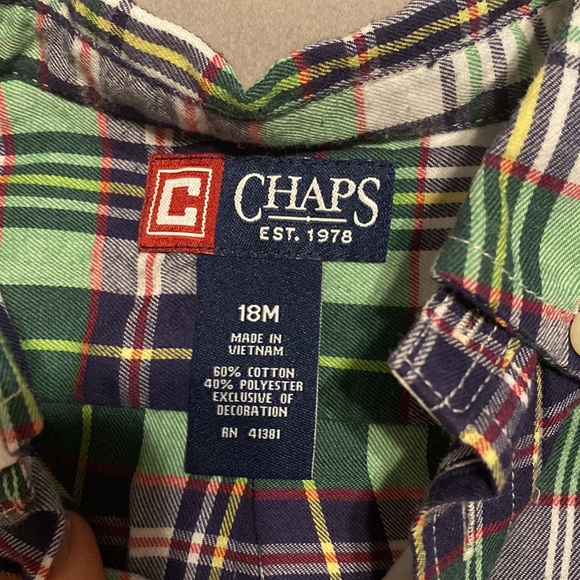 C CHAPS
EST. 1978
18M
MADE IN
VIETNAM
60% COTTON
40% POLYESTER
EXCLUSIVE OF
DECORATION
RN 41381